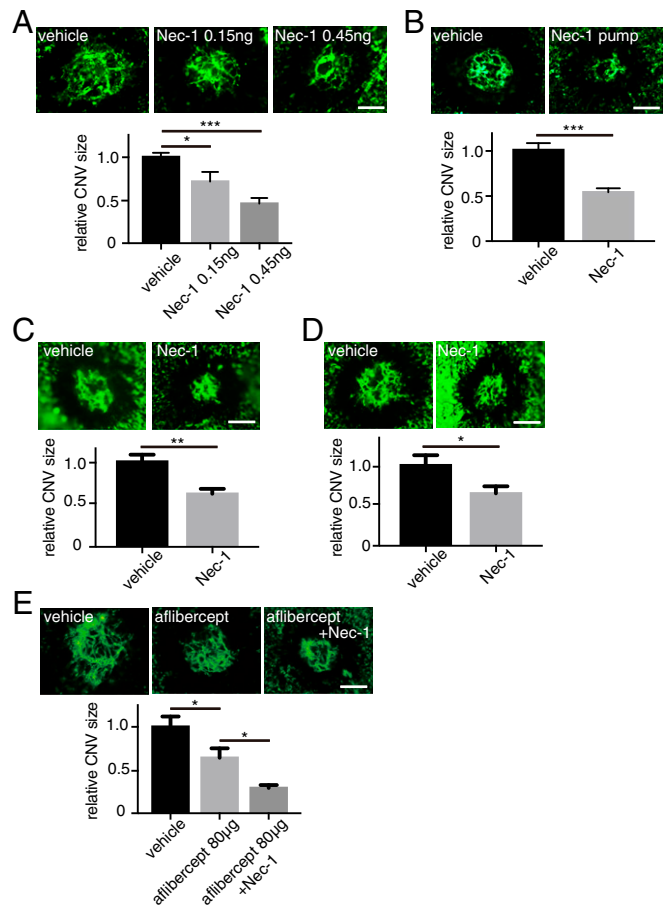 A
vehicle
Nec-1 0.15ng
Nec-1 0.45ng
relative CNV size
1.0
0.5
0
***
*
vehicle
Nec-1 0.15ng
Nec-1 0.45ng
B
vehicle
Nec-1 pump
relative CNV size
1.0
0.5
0
***
vehicle
Nec-1
C
vehicle
Nec-1
relative CNV size
1.0
0.5
0
**
vehicle
Nec-1
D
vehicle
Nec-1
relative CNV size
1.0
0.5
0
*
vehicle
Nec-1
E
vehicle
aflibercept
aflibercept
+Nec-1
relative CNV size
1.0
0.5
0
*
*
vehicle
aflibercept 80μg
aflibercept 80μg
+Nec-1